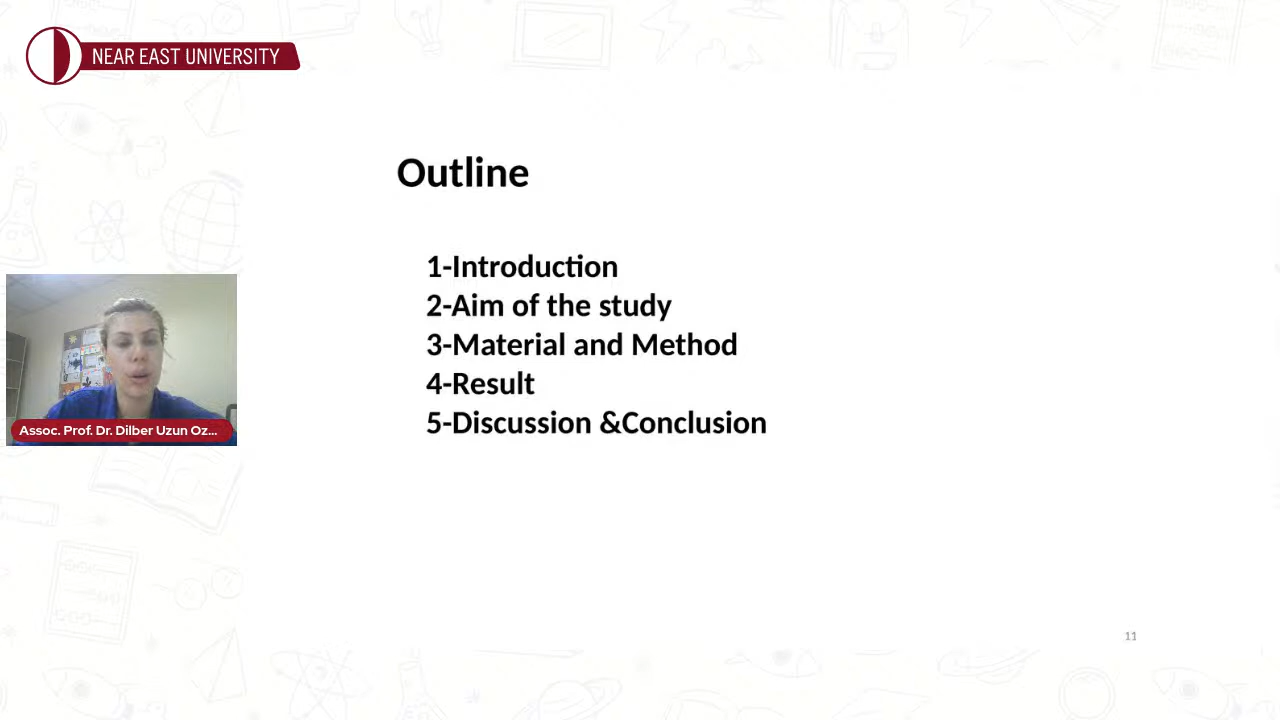 NEAR EAST UNIVERSITY
Outline
1-Introduction
2-Aim of the study
3-Material and Method
4-Result
5-Discussion &Conclusion
Assoc. Prof. Dr. Dilber Uzun Oz...
11